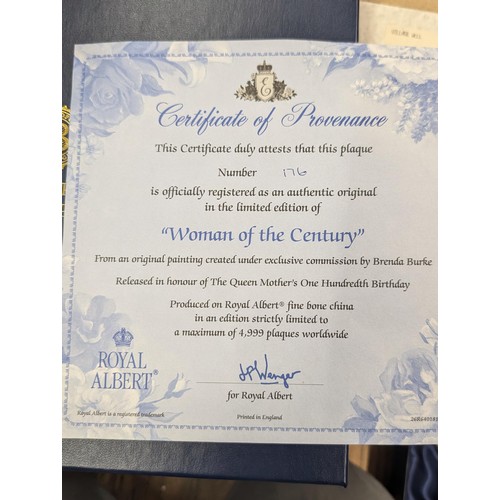 E
Certificate of Provenance
This Certificate duly attests that this plaque
Number 176
is officially registered as an authentic original
in the limited edition of
"Woman of the Century"
From an original painting created under exclusive commission by Brenda Burke
Released in honour of The Queen Mother's One Hundredth Birthday
Produced on Royal Albert® fine bone china
in an edition strictly limited to
a maximum of 4,999 plaques worldwide
ROYAL
ALBERT®
for Royal Albert
Royal Albert is a registered trademark
Printed in England